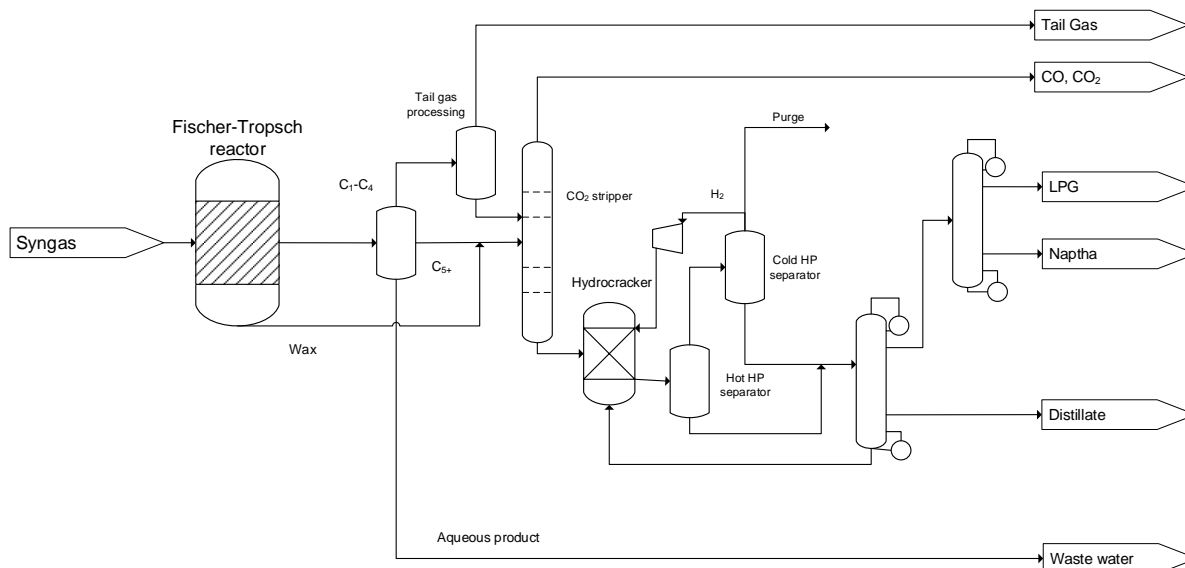 Tail Gas
CO, CO₂
Tail gas
processing
Purge
Fischer-Tropsch
reactor
C₁-C₄
CO₂ stripper
H₂
LPG
Syngas
Naptha
C₅₊
Cold HP
separator
Hydrocracker
Wax
Hot HP
separator
Distillate
Aqueous product
Waste water